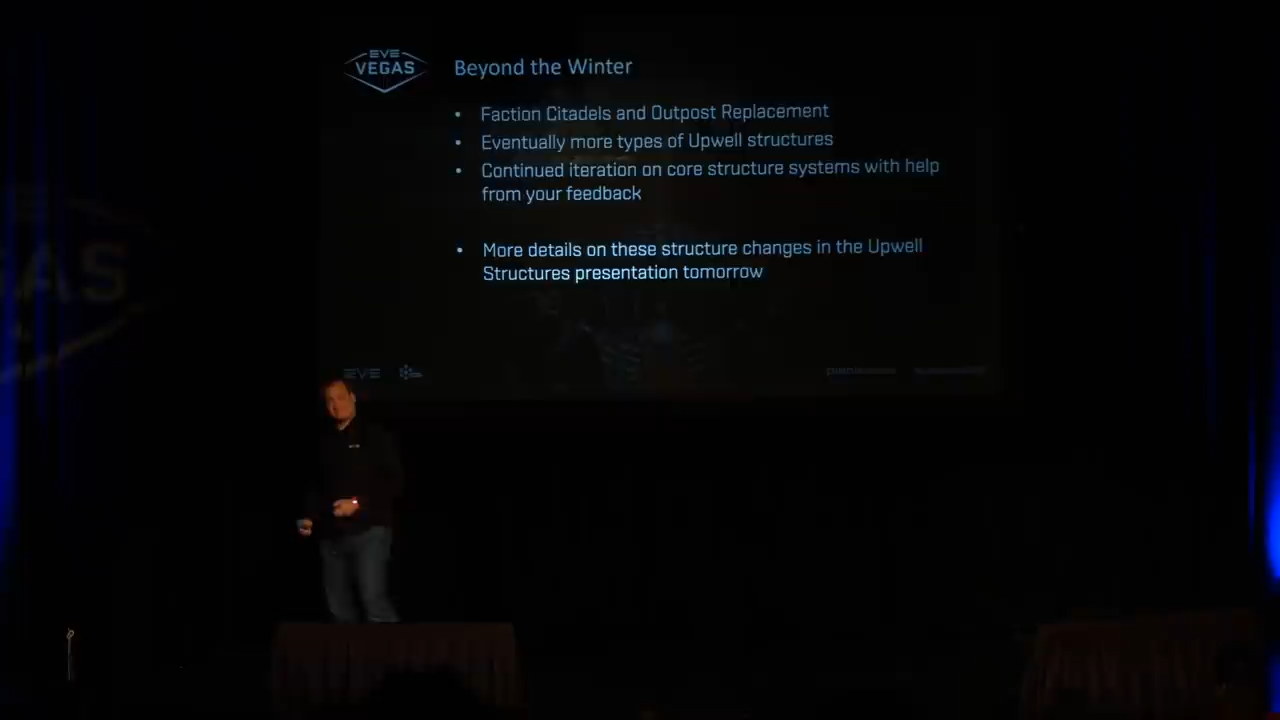 EVE
VEGAS
Beyond the Winter
• Faction Citadels and Outpost Replacement
• Eventually more types of Upwell structures
• Continued iteration on core structure systems with help
from your feedback
• More details on these structure changes in the Upwell
Structures presentation tomorrow
EVE